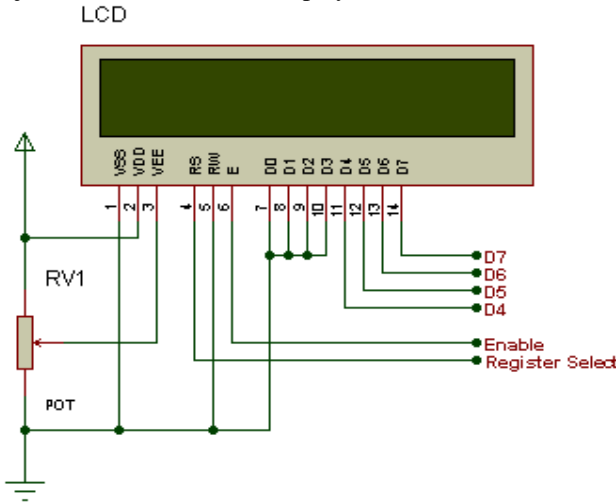 LCD
VSS VDD VEE RS RW E D0 D1 D2 D3 D4 D5 D6 D7
1 2 3 4 5 6 7 8 9 10 11 12 13 14
D7
D6
RV1
D5
D4
Enable
Register Select
POT